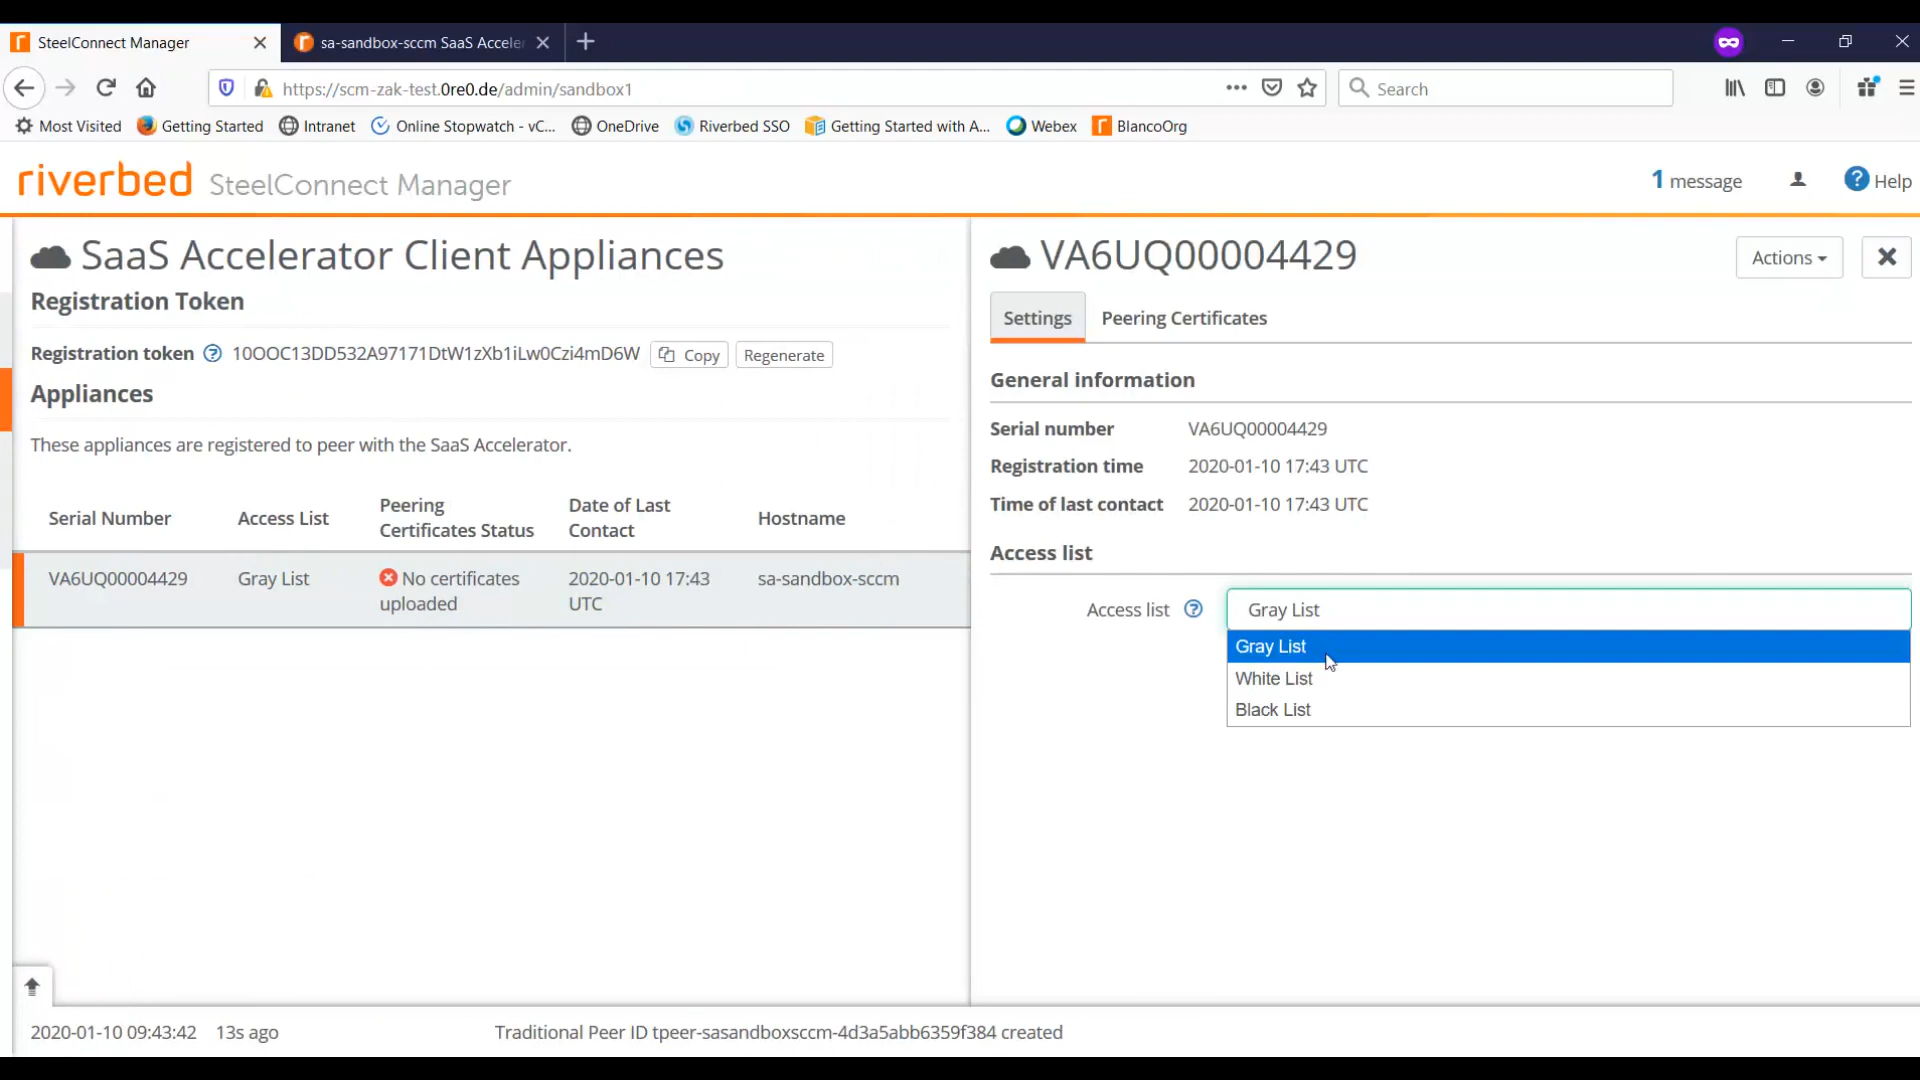 SteelConnect Manager
sa-sandbox-sccm SaaS Acceler
https://scm-zak-test.0re0.de/admin/sandbox1
Search
Most Visited
Getting Started
Intranet
Online Stopwatch - vC...
OneDrive
Riverbed SSO
Getting Started with A...
Webex
BlancoOrg
riverbed SteelConnect Manager
1 message
Help
SaaS Accelerator Client Appliances
Registration Token
Registration token 10OOC13DD532A97171DtW1zXb1iLw0Czi4mD6W Copy Regenerate
Appliances
These appliances are registered to peer with the SaaS Accelerator.
Serial Number
Access List
Peering
Certificates Status
Date of Last
Contact
Hostname
VA6UQ00004429
Gray List
No certificates
uploaded
2020-01-10 17:43
UTC
sa-sandbox-sccm
VA6UQ00004429
Actions
Settings
Peering Certificates
General information
Serial number VA6UQ00004429
Registration time 2020-01-10 17:43 UTC
Time of last contact 2020-01-10 17:43 UTC
Access list
Access list Gray List
Gray List
White List
Black List
2020-01-10 09:43:42 13s ago Traditional Peer ID tpeer-sasandboxsccm-4d3a5abb6359f384 created